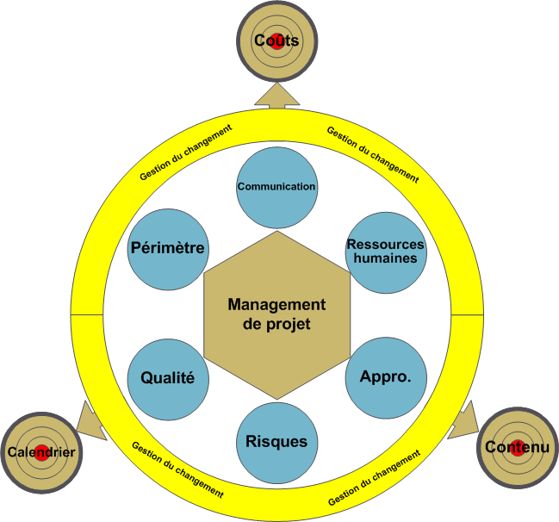 Coûts
Gestion du changement
Gestion du changement
Communication
Périmètre
Ressources
humaines
Management
de projet
Qualité
Appro.
Risques
Calendrier
Contenu
Gestion du changement
Gestion du changement